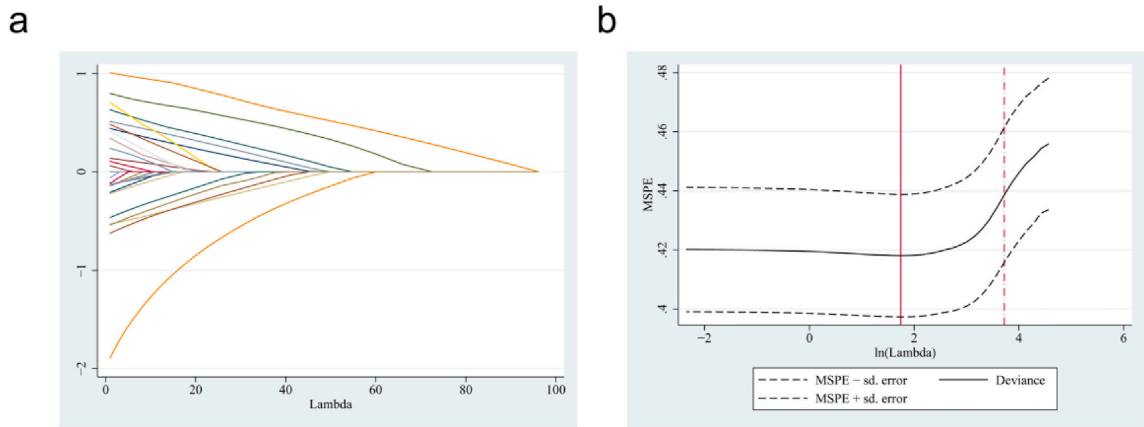 a
b
1
0
−1
−2
0
20
40
60
80
100
Lambda
MSPE
.48
.46
.44
.42
.4
−2
0
2
4
6
ln(Lambda)
MSPE − sd. error
Deviance
MSPE + sd. error